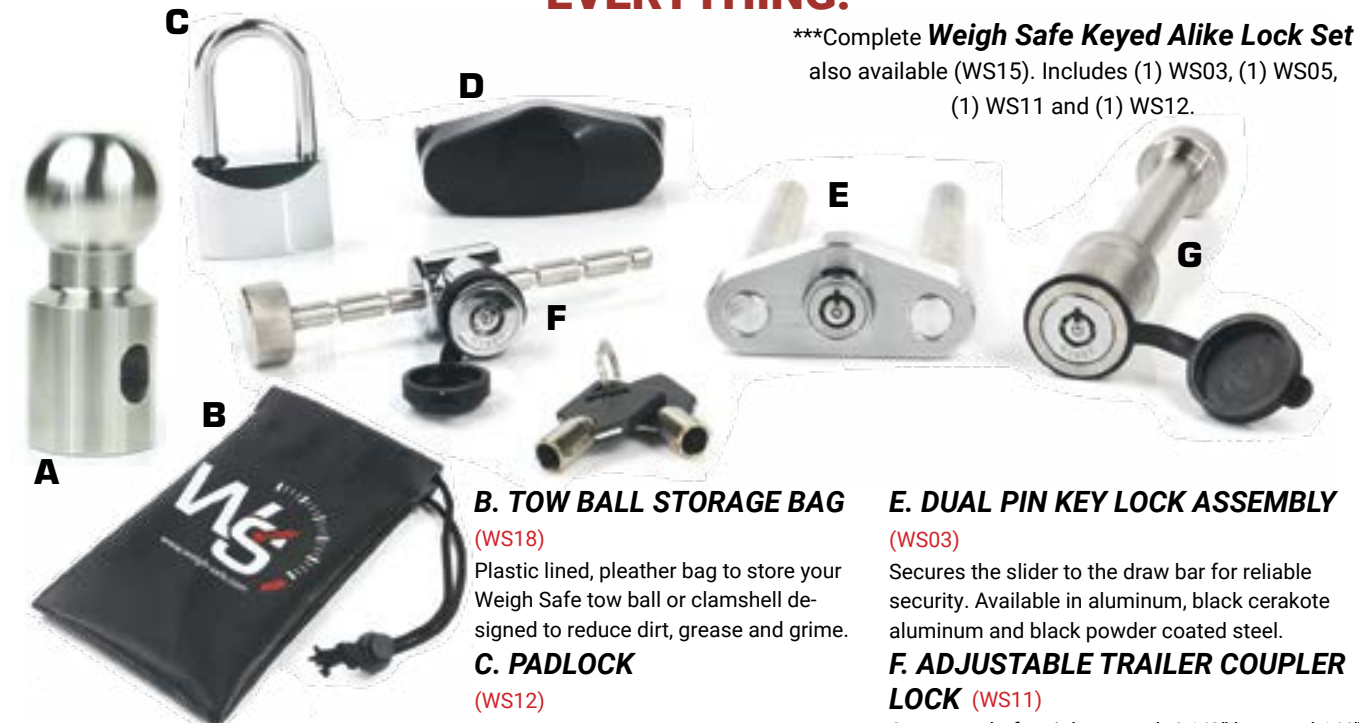 EVERYTHING.
C
***Complete Weigh Safe Keyed Alike Lock Set
also available (WS15). Includes (1) WS03, (1) WS05,
(1) WS11 and (1) WS12.
D
E
G
F
B
A
WS
B. TOW BALL STORAGE BAG
(WS18)
Plastic lined, pleather bag to store your
Weigh Safe tow ball or clamshell de-
signed to reduce dirt, grease and grime.
C. PADLOCK
(WS12)
E. DUAL PIN KEY LOCK ASSEMBLY
(WS03)
Secures the slider to the draw bar for reliable
security. Available in aluminum, black cerakote
aluminum and black powder coated steel.
F. ADJUSTABLE TRAILER COUPLER
LOCK (WS11)